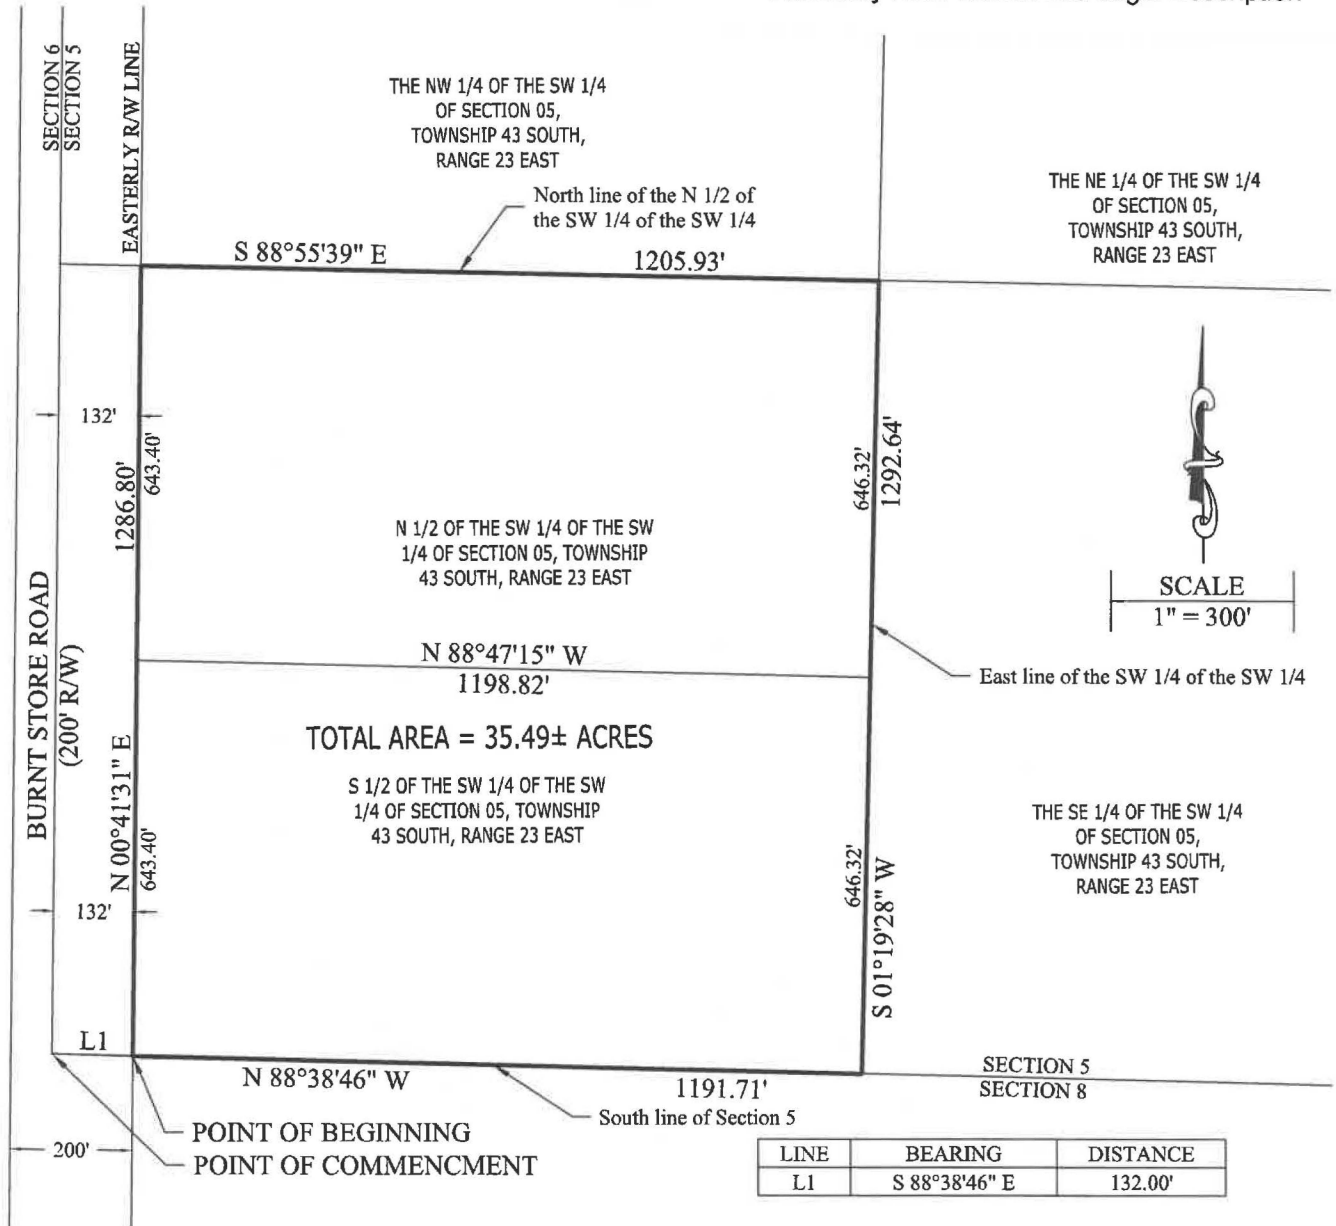 SECTION 6
SECTION 5
EASTERLY R/W LINE
THE NW 1/4 OF THE SW 1/4
OF SECTION 05,
TOWNSHIP 43 SOUTH,
RANGE 23 EAST
North line of the N 1/2 of
the SW 1/4 of the SW 1/4
THE NE 1/4 OF THE SW 1/4
OF SECTION 05,
TOWNSHIP 43 SOUTH,
RANGE 23 EAST
S 88°55'39" E
1205.93'
132'
1286.80'
643.40'
646.32'
1292.64'
N 1/2 OF THE SW 1/4 OF THE SW
1/4 OF SECTION 05, TOWNSHIP
43 SOUTH, RANGE 23 EAST
SCALE
1" = 300'
BURNT STORE ROAD
(200' R/W)
N 88°47'15" W
1198.82'
East line of the SW 1/4 of the SW 1/4
TOTAL AREA = 35.49± ACRES
S 1/2 OF THE SW 1/4 OF THE SW
1/4 OF SECTION 05, TOWNSHIP
43 SOUTH, RANGE 23 EAST
THE SE 1/4 OF THE SW 1/4
OF SECTION 05,
TOWNSHIP 43 SOUTH,
RANGE 23 EAST
N 00°41'31" E
643.40'
646.32'
S 01°19'28" W
132'
L1
N 88°38'46" W
1191.71'
South line of Section 5
SECTION 5
SECTION 8
POINT OF BEGINNING
POINT OF COMMENCMENT
200'
LINE BEARING DISTANCE
L1 S 88°38'46" E 132.00'